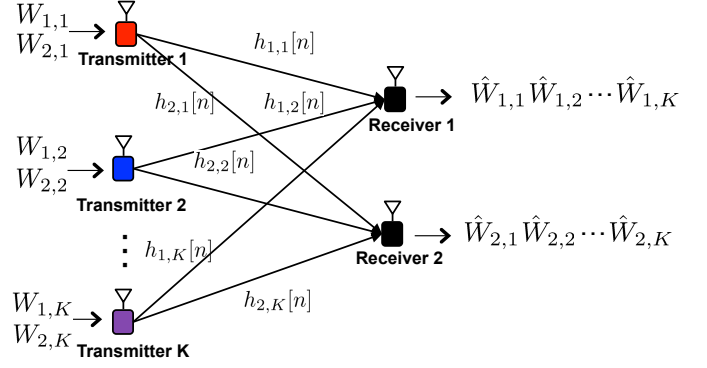 W_{1,1}
W_{2,1}
Transmitter 1
h_{1,1}[n]
h_{2,1}[n]
h_{1,2}[n]
Ŵ_{1,1}Ŵ_{1,2}⋯Ŵ_{1,K}
Receiver 1
W_{1,2}
W_{2,2}
h_{2,2}[n]
Transmitter 2
Ŵ_{2,1}Ŵ_{2,2}⋯Ŵ_{2,K}
Receiver 2
⋮
h_{1,K}[n]
h_{2,K}[n]
W_{1,K}
W_{2,K}
Transmitter K